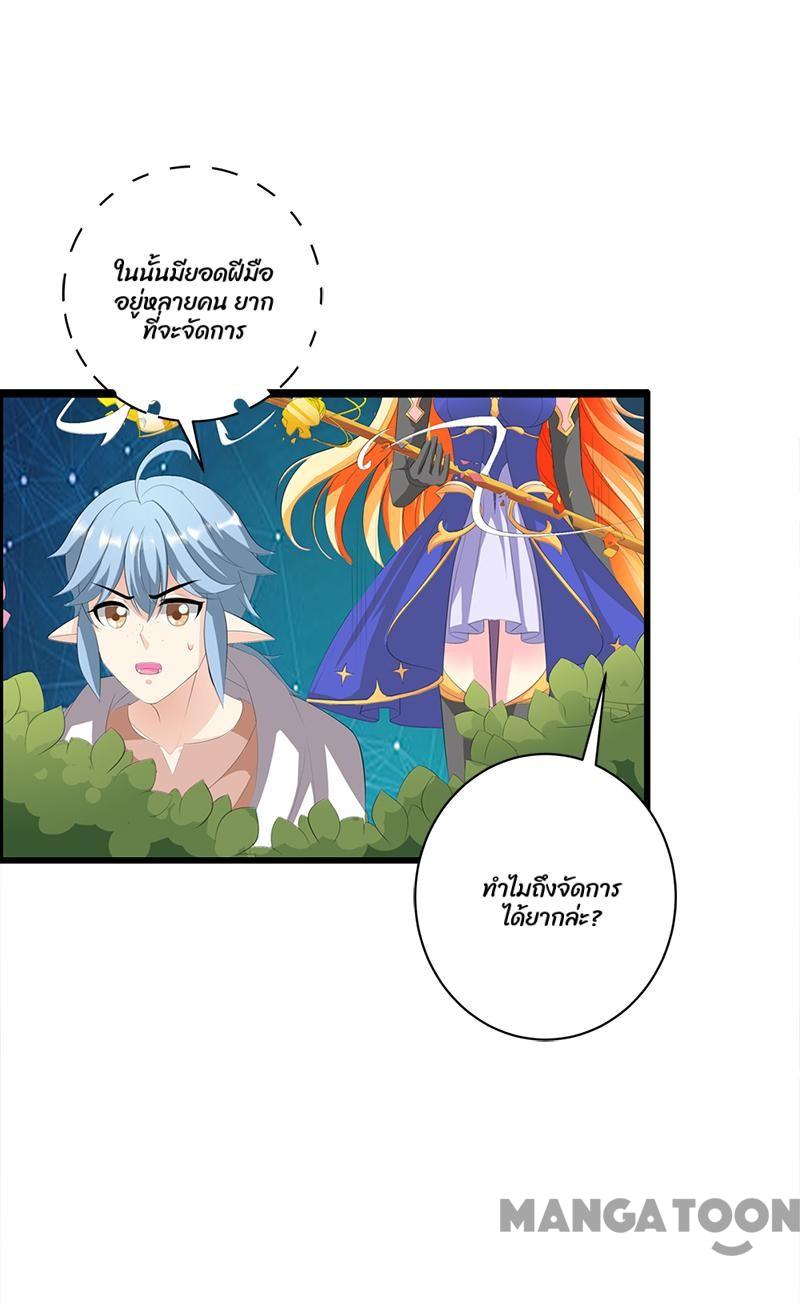 ในนั้นมียอดฝีมือ
อยู่หลายคน ยาก
ที่จะจัดการ
ทำไมถึงจัดการ
ได้ยากล่ะ?
MANGATOON